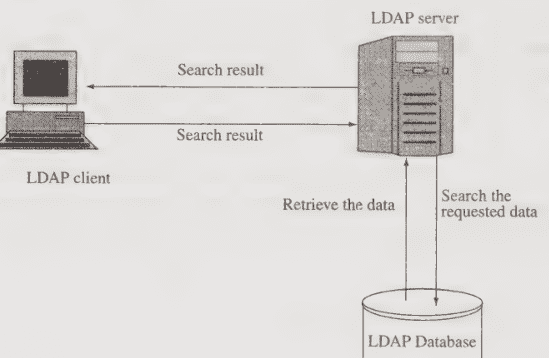 LDAP server
Search result
Search result
LDAP client
Retrieve the data
Search the
requested data
LDAP Database